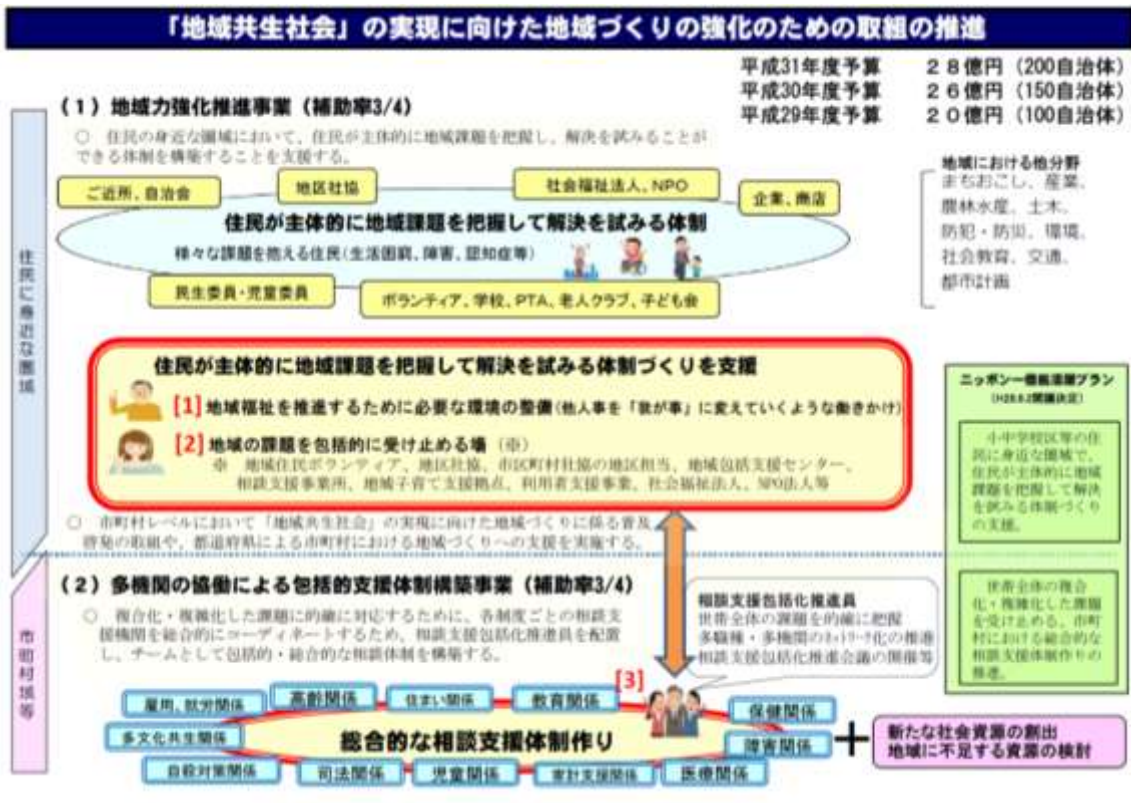 「地域共生社会」の実現に向けた地域づくりの強化のための取組の推進
平成31年度予算 28億円（200自治体）
平成30年度予算 26億円（150自治体）
平成29年度予算 20億円（100自治体）
（1）地域力強化推進事業（補助率3/4）
○ 住民の身近な圏域において、住民が主体的に地域課題を把握し、解決を試みることが
できる体制を構築することを支援する。
ご近所、自治会
地区社協
社会福祉法人、NPO
企業、商店
住民が主体的に地域課題を把握して解決を試みる体制
様々な課題を抱える住民(生活困窮、障害、認知症等)
民生委員・児童委員
ボランティア、学校、PTA、老人クラブ、子ども会
地域における他分野
まちおこし、産業、
農林水産、土木、
防犯・防災、環境、
社会教育、交通、
都市計画
住民に身近な圏域
住民が主体的に地域課題を把握して解決を試みる体制づくりを支援
[1] 地域福祉を推進するために必要な環境の整備(他人事を「我が事」に変えていくような働きかけ)
[2] 地域の課題を包括的に受け止める場（※）
※ 地域住民ボランティア、地区社協、市区町村社協の地区担当、地域包括支援センター、
相談支援事業所、地域子育て支援拠点、利用者支援事業、社会福祉法人、NPO法人等
○ 市町村レベルにおいて「地域共生社会」の実現に向けた地域づくりに係る普及
啓発の取組や、都道府県による市町村における地域づくりへの支援を実施する。
ニッポン一億総活躍プラン
(H28.6.2閣議決定)
小中学校区等の住
民に身近な圏域で、
住民が主体的に地域
課題を把握して解決
を試みる体制づくり
の支援。
世帯全体の複合
化・複雑化した課題
を受け止める、市町
村における総合的な
相談支援体制作りの
推進。
市町村域等
（2）多機関の協働による包括的支援体制構築事業（補助率3/4）
○ 複合化・複雑化した課題に的確に対応するために、各制度ごとの相談支
援機関を総合的にコーディネートするため、相談支援包括化推進員を配置
し、チームとして包括的・総合的な相談体制を構築する。
相談支援包括化推進員
世帯全体の課題を的確に把握
多職種・多機関のネットワーク化の推進
相談支援包括化推進会議の開催等
[3]
雇用、就労関係
高齢関係
住まい関係
教育関係
保健関係
多文化共生関係
総合的な相談支援体制作り
障害関係
自殺対策関係
司法関係
児童関係
家計支援関係
医療関係
＋
新たな社会資源の創出
地域に不足する資源の検討